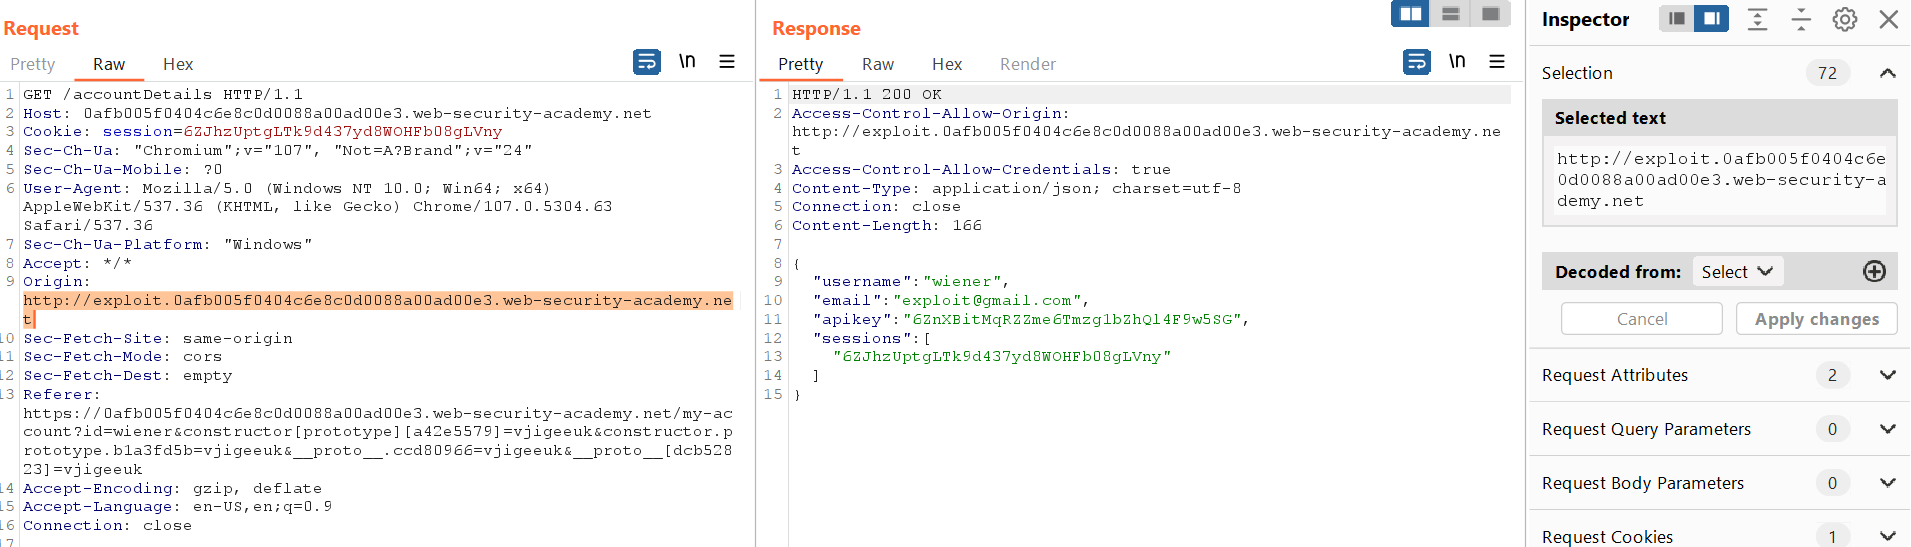 Request
Pretty Raw Hex
\n
1 GET /accountDetails HTTP/1.1
2 Host: 0afb005f0404c6e8c0d0088a00ad00e3.web-security-academy.net
3 Cookie: session=6ZJhzUptgLTk9d437yd8WOHFb08gLVny
4 Sec-Ch-Ua: "Chromium";v="107", "Not=A?Brand";v="24"
5 Sec-Ch-Ua-Mobile: ?0
6 User-Agent: Mozilla/5.0 (Windows NT 10.0; Win64; x64)
AppleWebKit/537.36 (KHTML, like Gecko) Chrome/107.0.5304.63
Safari/537.36
7 Sec-Ch-Ua-Platform: "Windows"
8 Accept: */*
9 Origin:
http://exploit.0afb005f0404c6e8c0d0088a00ad00e3.web-security-academy.ne
t
10 Sec-Fetch-Site: same-origin
11 Sec-Fetch-Mode: cors
12 Sec-Fetch-Dest: empty
13 Referer:
https://0afb005f0404c6e8c0d0088a00ad00e3.web-security-academy.net/my-ac
count?id=wiener&constructor[prototype][a42e5579]=vjigeeuk&constructor.p
rototype.b1a3fd5b=vjigeeuk&__proto__.ccd80966=vjigeeuk&__proto__[dcb528
23]=vjigeeuk
14 Accept-Encoding: gzip, deflate
15 Accept-Language: en-US,en;q=0.9
16 Connection: close
17
Response
Pretty Raw Hex Render
\n
1 HTTP/1.1 200 OK
2 Access-Control-Allow-Origin:
http://exploit.0afb005f0404c6e8c0d0088a00ad00e3.web-security-academy.ne
t
3 Access-Control-Allow-Credentials: true
4 Content-Type: application/json; charset=utf-8
5 Connection: close
6 Content-Length: 166
7
8 {
9 "username":"wiener",
10 "email":"exploit@gmail.com",
11 "apikey":"6ZnXBitMqRZZme6Tmzg1bZhQl4F9w5SG",
12 "sessions":[
13 "6ZJhzUptgLTk9d437yd8WOHFb08gLVny"
14 ]
15 }
Inspector
Selection 72
Selected text
http://exploit.0afb005f0404c6e
0d0088a00ad00e3.web-security-a
demy.net
Decoded from: Select
Cancel Apply changes
Request Attributes 2
Request Query Parameters 0
Request Body Parameters 0
Request Cookies 1